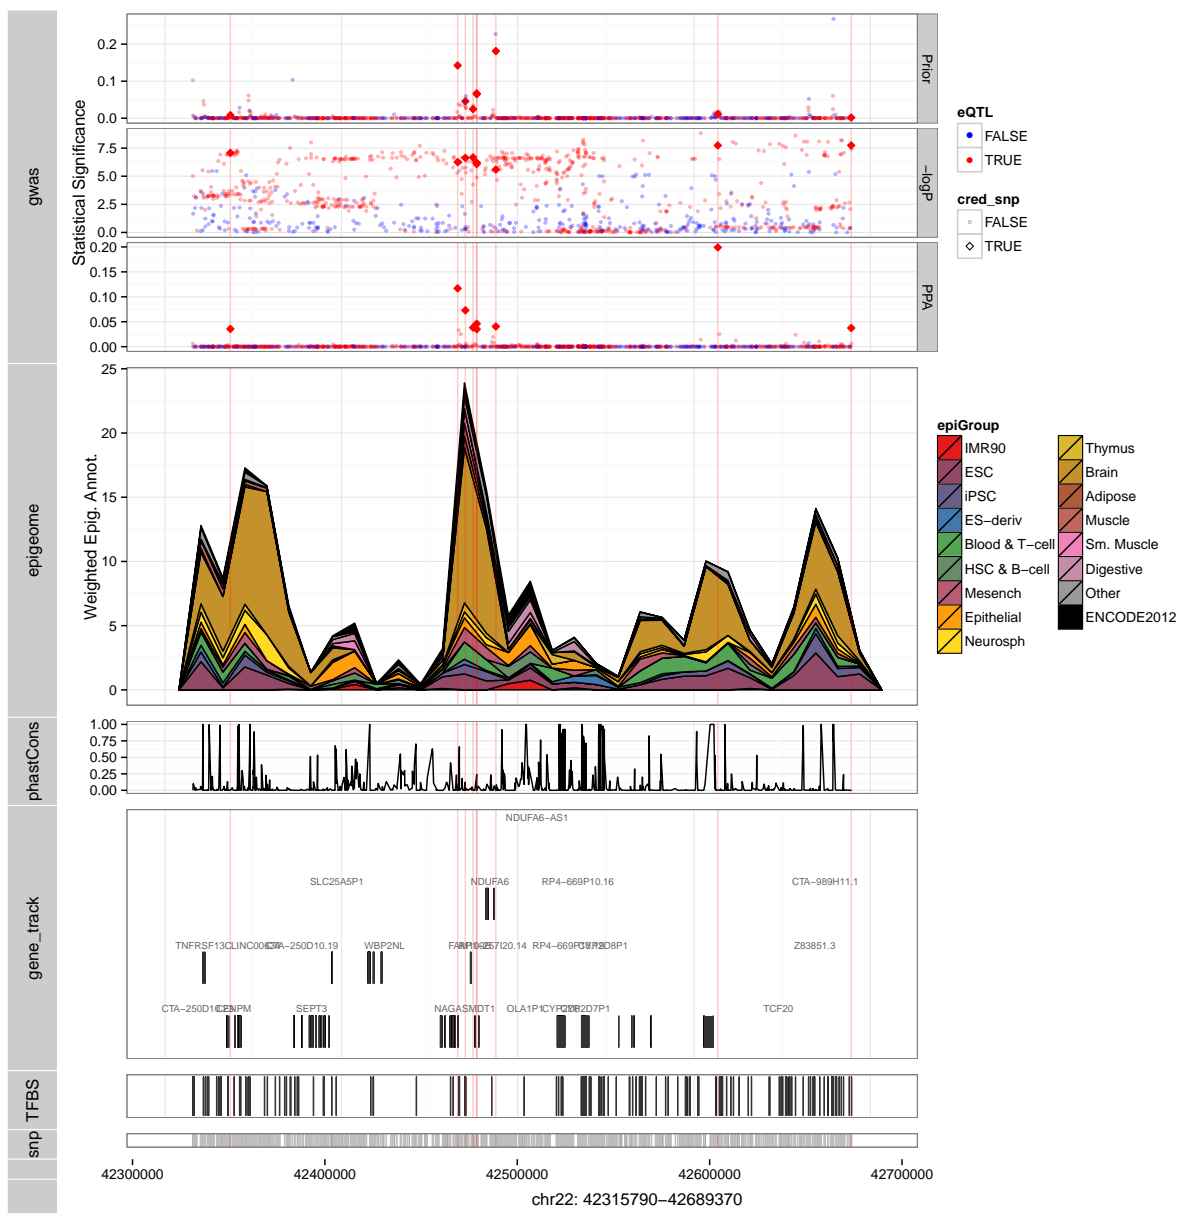 gwas
Statistical Significance
0.2
0.1
0.0
Prior
7.5
5.0
2.5
0.0
−logP
0.20
0.15
0.10
0.05
0.00
PPA
eQTL
FALSE
TRUE
cred_snp
FALSE
TRUE
epigeome
Weighted Epig. Annot.
25
20
15
10
5
0
epiGroup
IMR90
ESC
iPSC
ES−deriv
Blood & T−cell
HSC & B−cell
Mesench
Epithelial
Neurosph
Thymus
Brain
Adipose
Muscle
Sm. Muscle
Digestive
Other
ENCODE2012
phastCons
1.00
0.75
0.50
0.25
0.00
gene_track
NDUFA6−AS1
SLC25A5P1 NDUFA6 RP4−669P10.16 CTA−989H11.1
TNFRSF13C CTA−250D10.19 WBP2NL Z83851.3
CENPM SEPT3 NAGA SMDT1 OLA1P1 CYP2D7P1 TCF20
TFBS
snp
42300000 42400000 42500000 42600000 42700000
chr22: 42315790−42689370